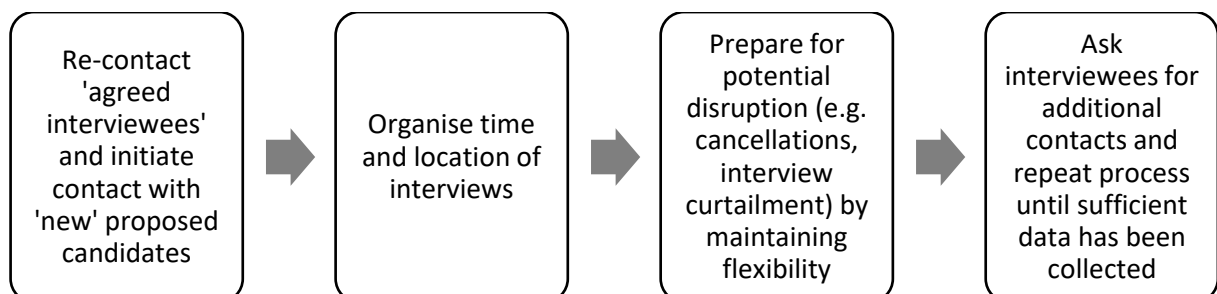 Re-contact
'agreed
interviewees'
and initiate
contact with
'new' proposed
candidates
Organise time
and location of
interviews
Prepare for
potential
disruption (e.g.
cancellations,
interview
curtailment) by
maintaining
flexibility
Ask
interviewees for
additional
contacts and
repeat process
until sufficient
data has been
collected